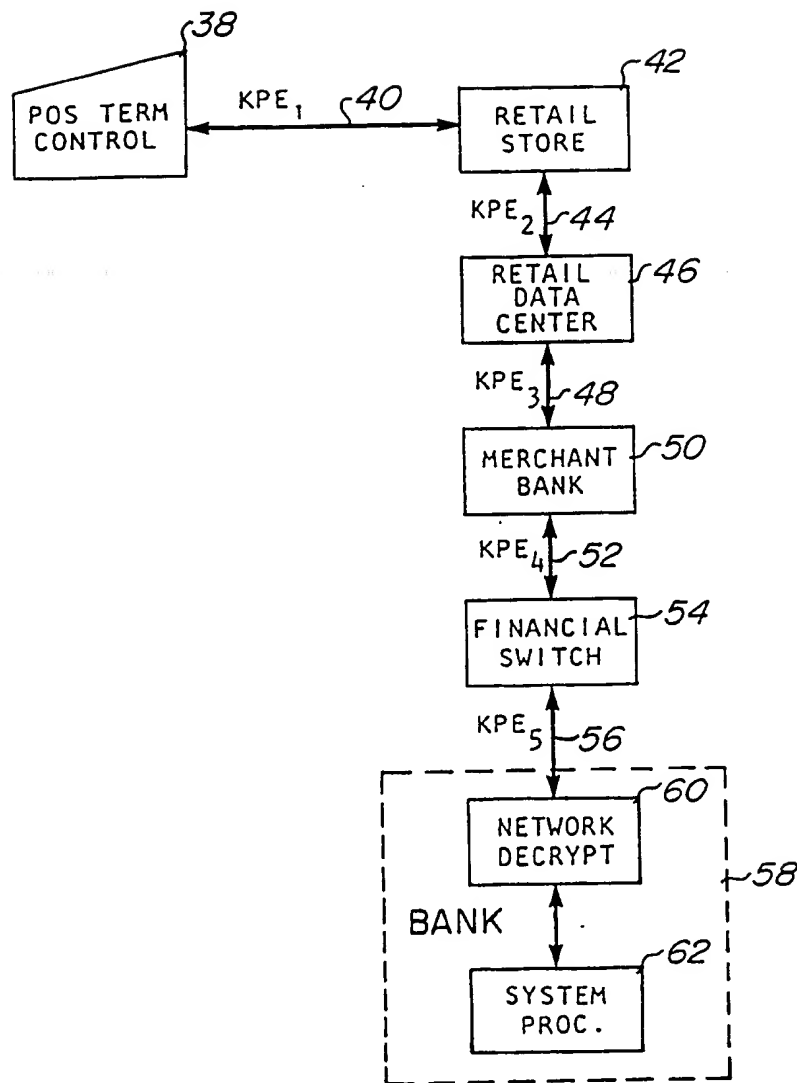 38
POS TERM
CONTROL
KPE1
40
42
RETAIL
STORE
KPE2
44
RETAIL
DATA
CENTER
46
KPE3
48
MERCHANT
BANK
50
KPE4
52
FINANCIAL
SWITCH
54
KPE5
56
NETWORK
DECRYPT
60
58
BANK
SYSTEM
PROC.
62